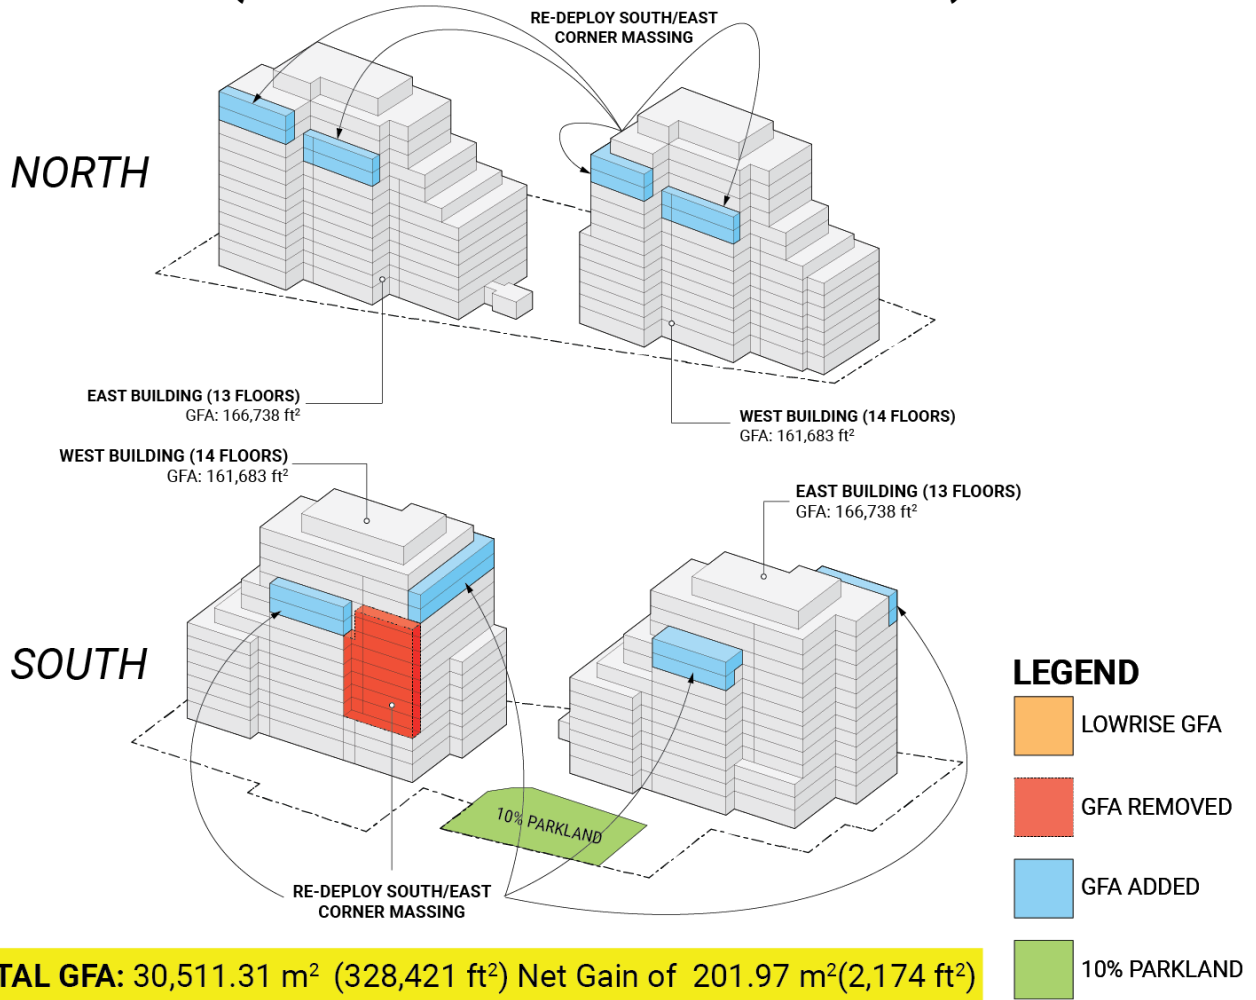 RE-DEPLOY SOUTH/EAST
CORNER MASSING
NORTH
EAST BUILDING (13 FLOORS)
GFA: 166,738 ft²
WEST BUILDING (14 FLOORS)
GFA: 161,683 ft²
WEST BUILDING (14 FLOORS)
GFA: 161,683 ft²
EAST BUILDING (13 FLOORS)
GFA: 166,738 ft²
SOUTH
10% PARKLAND
RE-DEPLOY SOUTH/EAST
CORNER MASSING
LEGEND
LOWRISE GFA
GFA REMOVED
GFA ADDED
10% PARKLAND
TAL GFA: 30,511.31 m² (328,421 ft²) Net Gain of 201.97 m²(2,174 ft²)